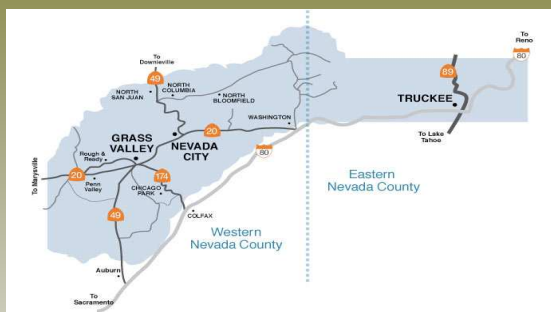 To
Reno
80
To
Downieville
49
89
NORTH
SAN JUAN
NORTH
COLUMBIA
NORTH
BLOOMFIELD
TRUCKEE
WASHINGTON
GRASS
VALLEY
NEVADA
CITY
20
80
To Lake
Tahoe
Rough &
Ready
To Marysville
20
Penn
Valley
174
CHICAGO
PARK
49
COLFAX
Eastern
Nevada County
Western
Nevada County
Auburn
To
Sacramento